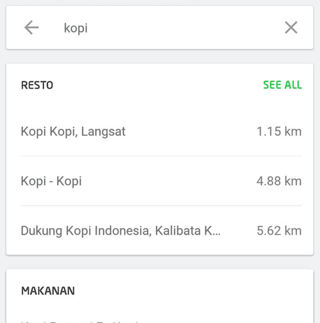 kopi
RESTO SEE ALL
Kopi Kopi, Langsat 1.15 km
Kopi - Kopi 4.88 km
Dukung Kopi Indonesia, Kalibata K... 5.62 km
MAKANAN